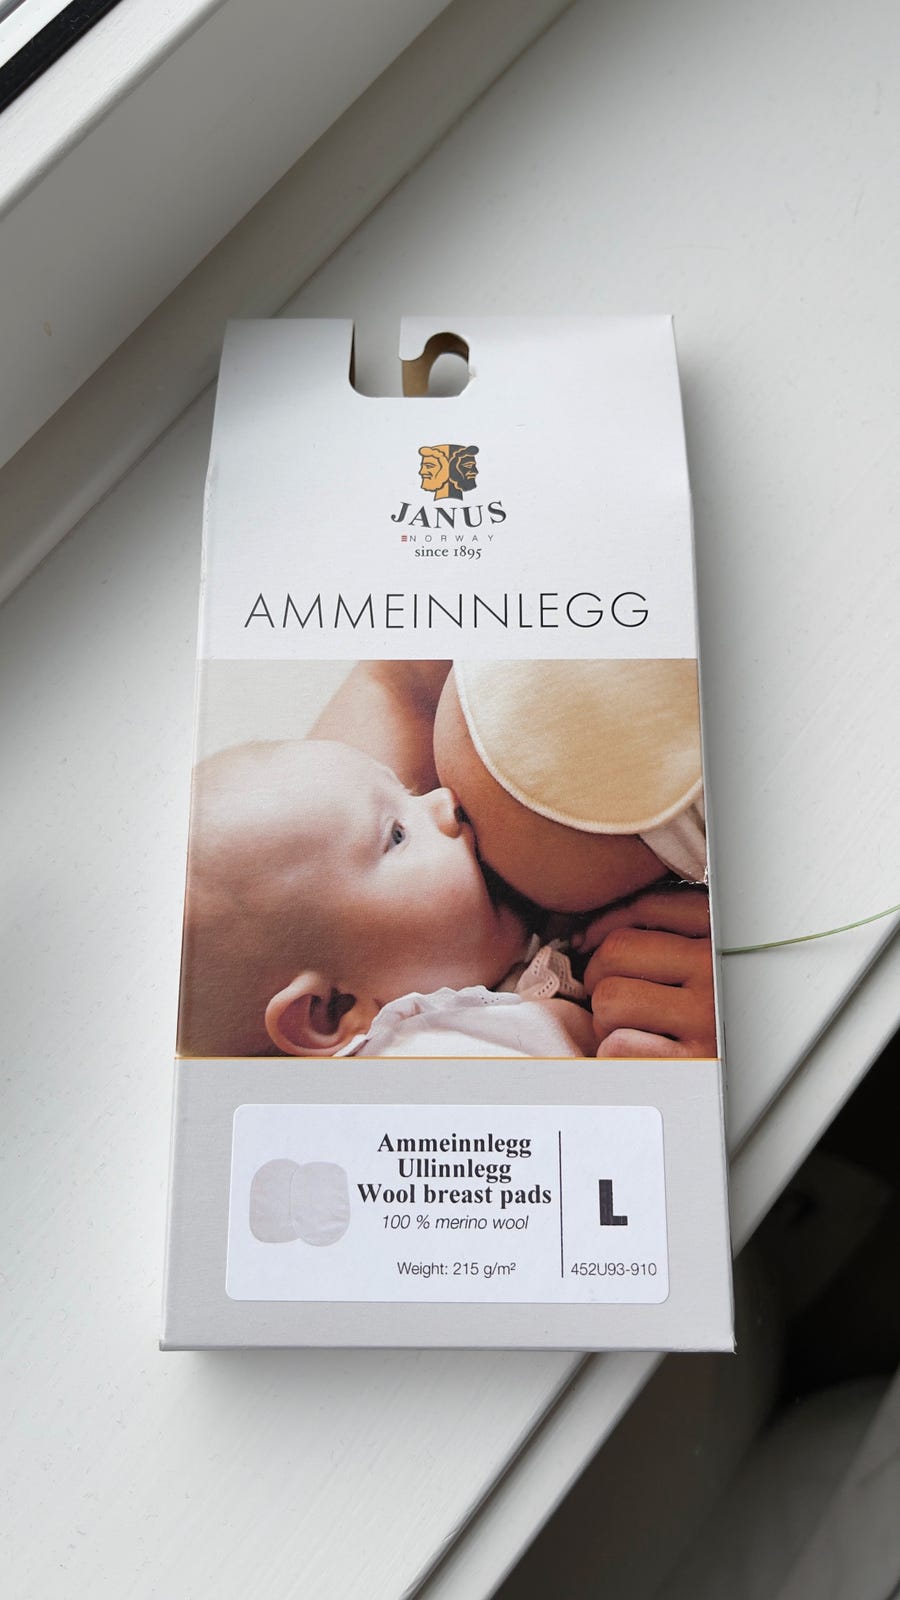 JANUS
NORWAY
since 1895
AMMEINNLEGG
Ammeinnlegg
Ullinnlegg
Wool breast pads
100 % merino wool
Weight: 215 g/m²
L
452U93-910